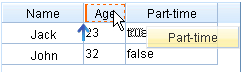 Name Age Part-time
Jack 23
Part-time
John 32 false